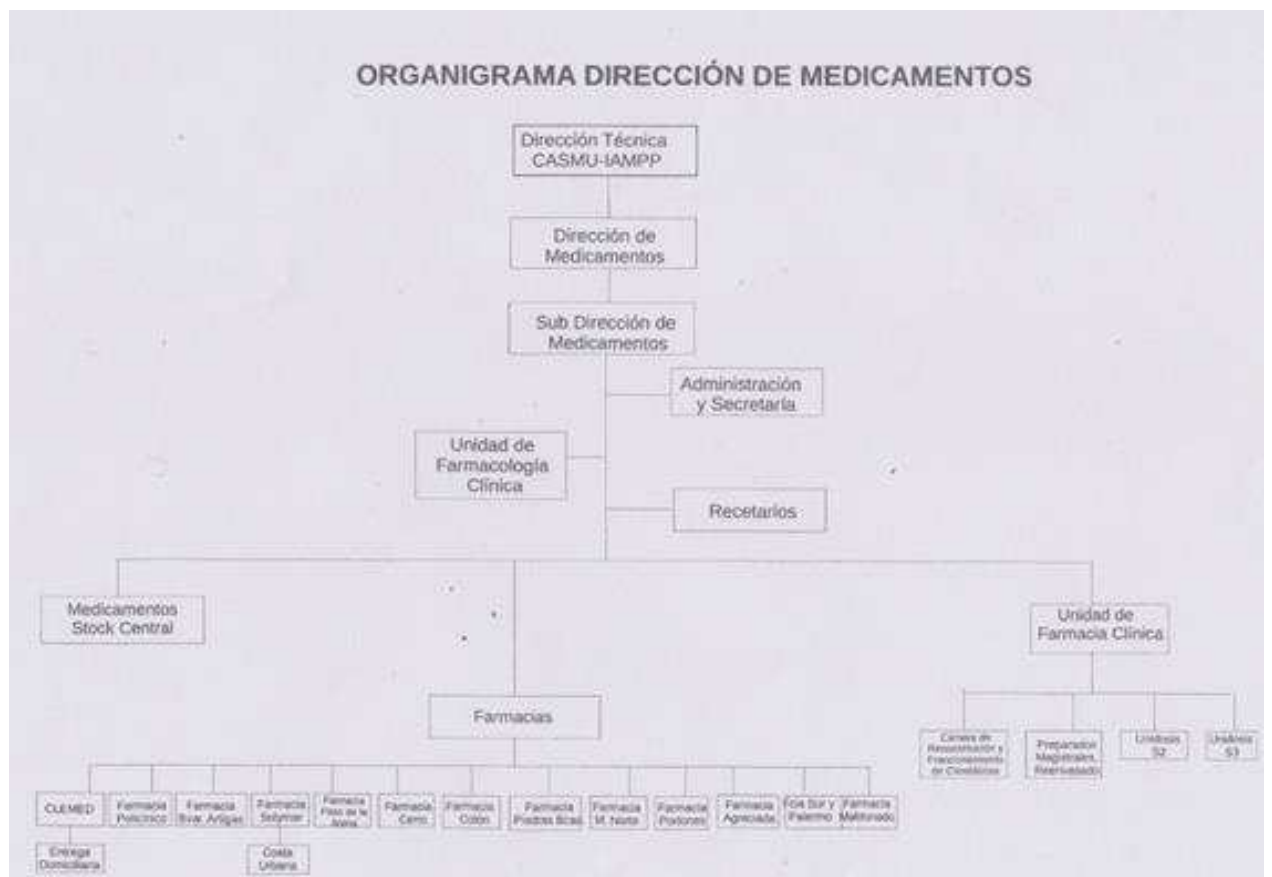 ORGANIGRAMA DIRECCIÓN DE MEDICAMENTOS
Dirección Técnica
CASMU-IAMPP
Dirección de
Medicamentos
Sub Dirección de
Medicamentos
Administración
y Secretaría
Unidad de
Farmacología
Clínica
Recetarios
Medicamentos
Stock Central
Unidad de
Farmacia Clínica
Farmacias
Preparados
Magistrales,
Unidosis
S2
Unidosis
S3
CLEMED
Farmacia
Policlínico
Farmacia
Bvar. Artigas
Farmacia
Solymar
Farmacia
Paso de la
Arena
Farmacia
Cerro
Farmacia
Colón
Farmacia
Piedras Bcas
Farmacia
M. Norte
Farmacia
Portones
Farmacia
Agraciada
Fcia Sur y
Palermo
Farmacia
Maldonado
Entrega
Domiciliaria
Costa
Urbana